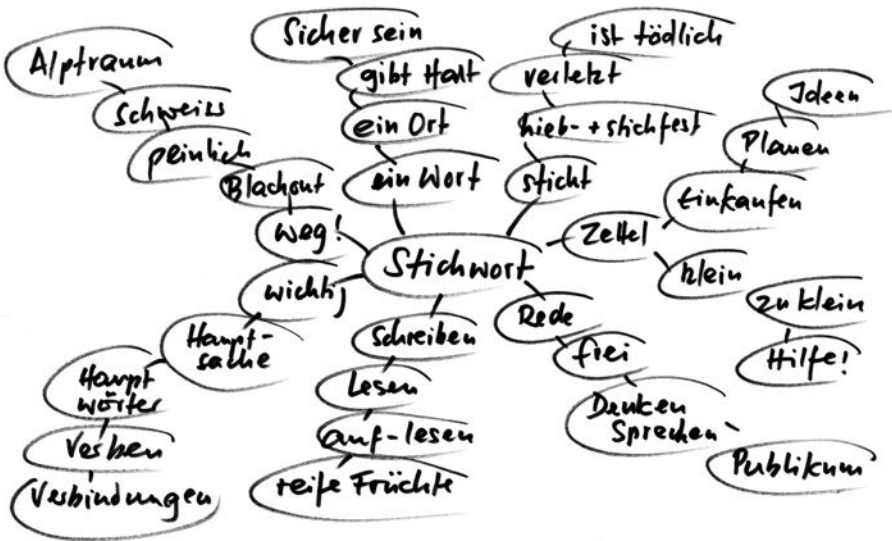 Alptraum
Schweiss
peinlich
Blackout
weg!
Sicher sein
gibt Halt
ein Ort
ein Wort
ist tödlich
verletzt
hieb- + stichfest
sticht
Ideen
Planen
Einkaufen
Zettel
klein
zu klein
Hilfe!
Stichwort
wichtig
Haupt-
sache
Haupt
wörter
Verben
Verbindungen
schreiben
Lesen
auf-lesen
reife Früchte
Rede
frei
Denken
Sprechen
Publikum